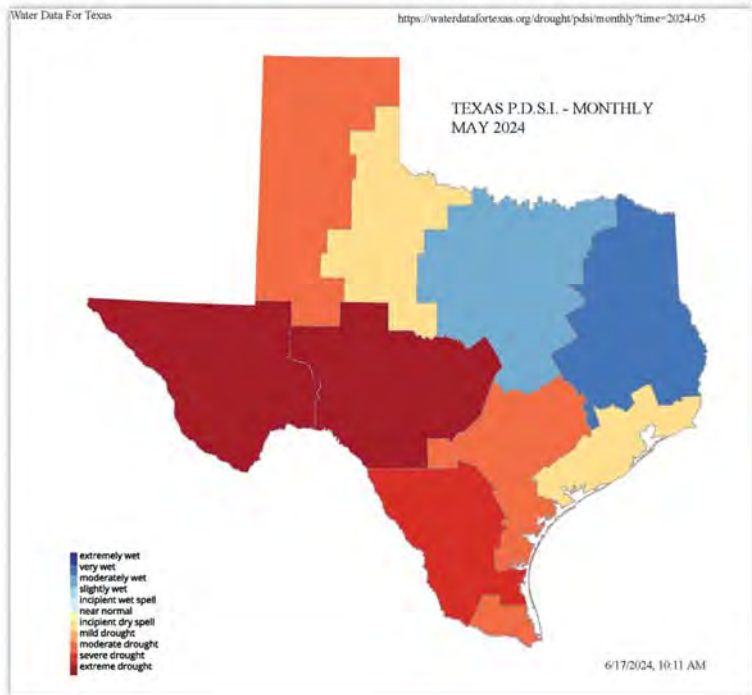 Water Data For Texas
https://waterdatafortexas.org/drought/pdsi/monthly?time=2024-05
TEXAS P.D.S.I. - MONTHLY
MAY 2024
extremely wet
very wet
moderately wet
slightly wet
incipient wet spell
near normal
incipient dry spell
mild drought
moderate drought
severe drought
extreme drought
6/17/2024, 10:11 AM